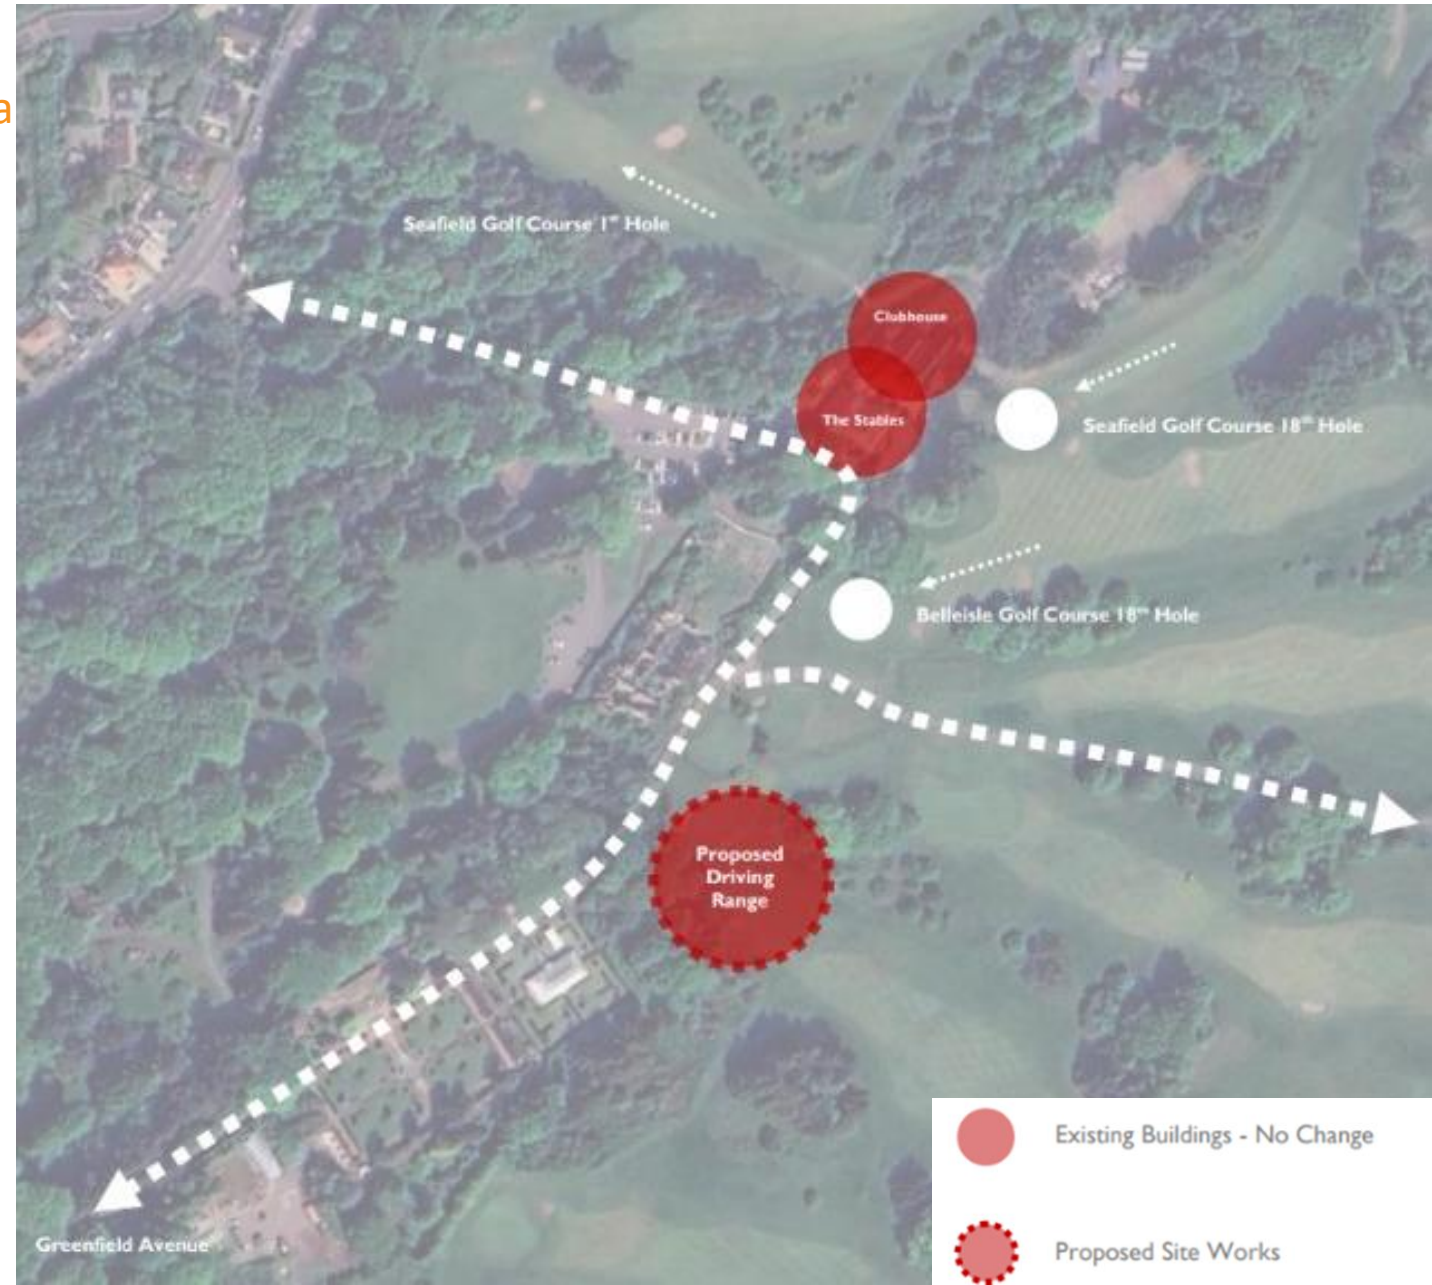 a
Seafield Golf Course 1st Hole
Clubhouse
The Stables
Seafield Golf Course 18th Hole
Belleisle Golf Course 18th Hole
Proposed
Driving
Range
Greenfield Avenue
Existing Buildings - No Change
Proposed Site Works